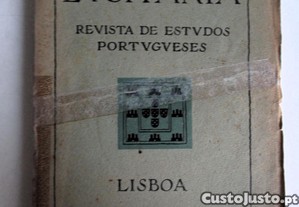 LVSITANIA
REVISTA DE ESTVDOS
PORTVGVESES
LISBOA
CustoJusto.pt